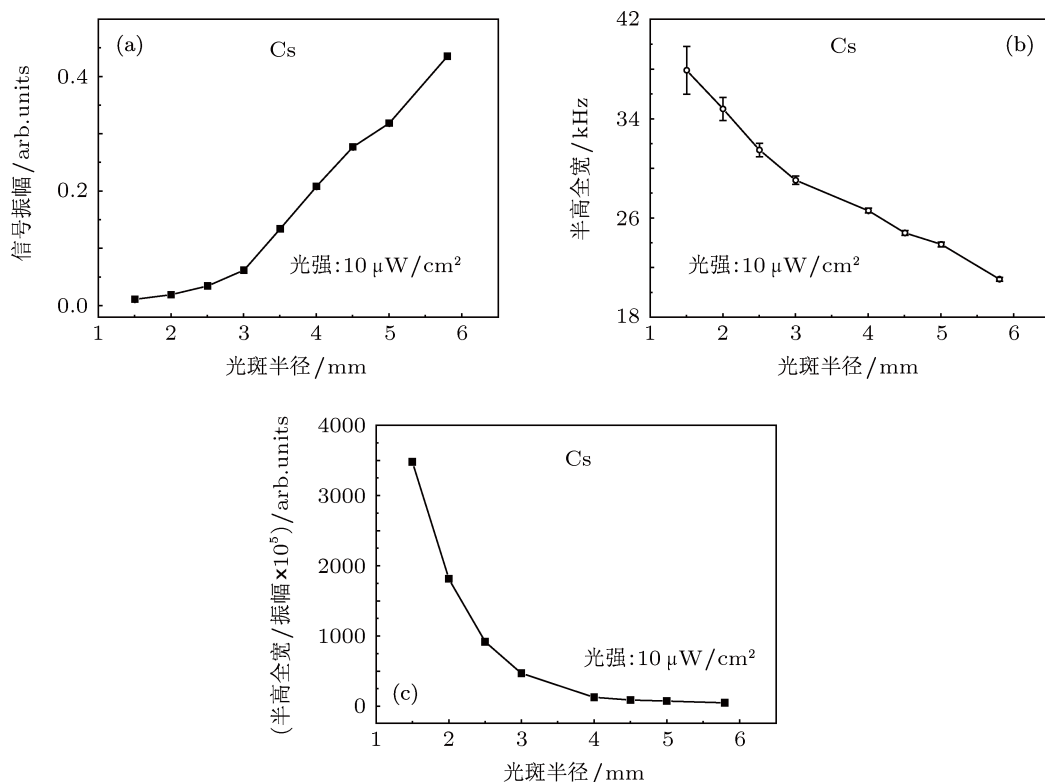 (a)
Cs
信号振幅/arb.units
0.4
0.2
0.0
光强:10 μW/cm²
1 2 3 4 5 6
光斑半径/mm
(b)
Cs
半高全宽/kHz
42
34
26
18
光强:10 μW/cm²
1 2 3 4 5 6
光斑半径/mm
(c)
Cs
(半高全宽/振幅×10⁵)/arb.units
4000
3000
2000
1000
0
光强:10 μW/cm²
1 2 3 4 5 6
光斑半径/mm